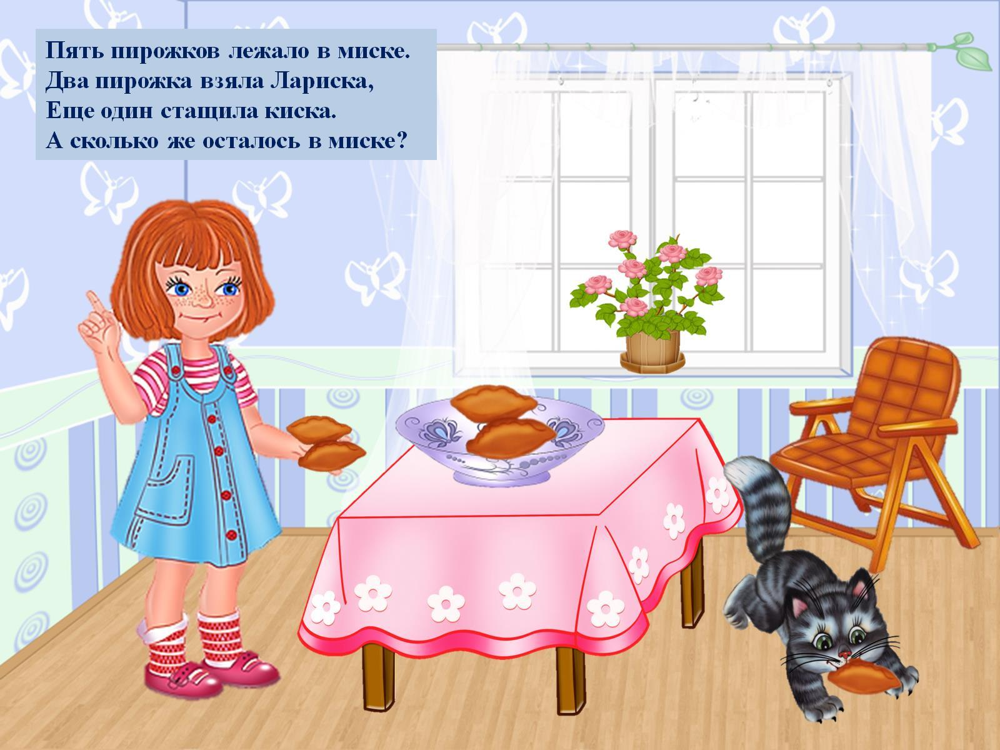 Пять пирожков лежало в миске.
Два пирожка взяла Лариска,
Еще один стащила киска.
А сколько же осталось в миске?